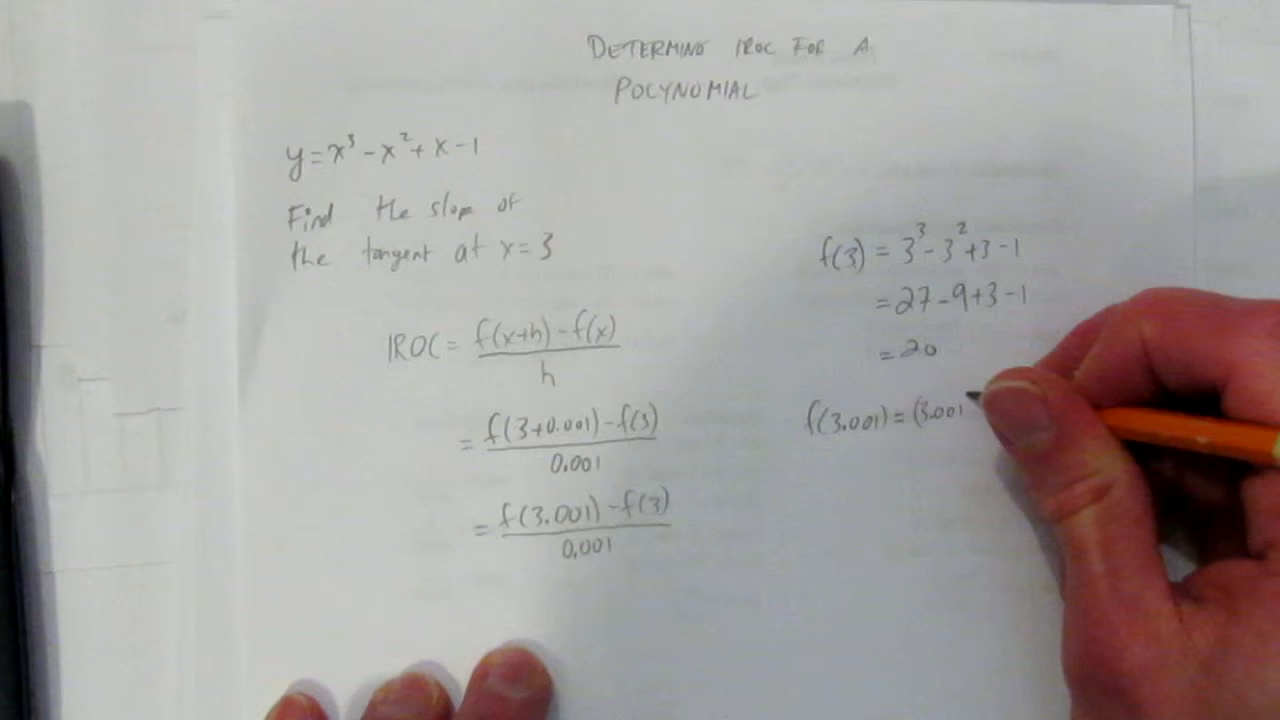 DETERMING IROC FOR A
POLYNOMIAL
y = x³ - x² + x - 1
Find the slope of
the tangent at x = 3
IROC = f(x+h) - f(x)
h
= f(3+0.001) - f(3)
0.001
= f(3.001) - f(3)
0.001
f(3) = 3³ - 3² + 3 - 1
= 27 - 9 + 3 - 1
= 20
f(3.001) = (3.001